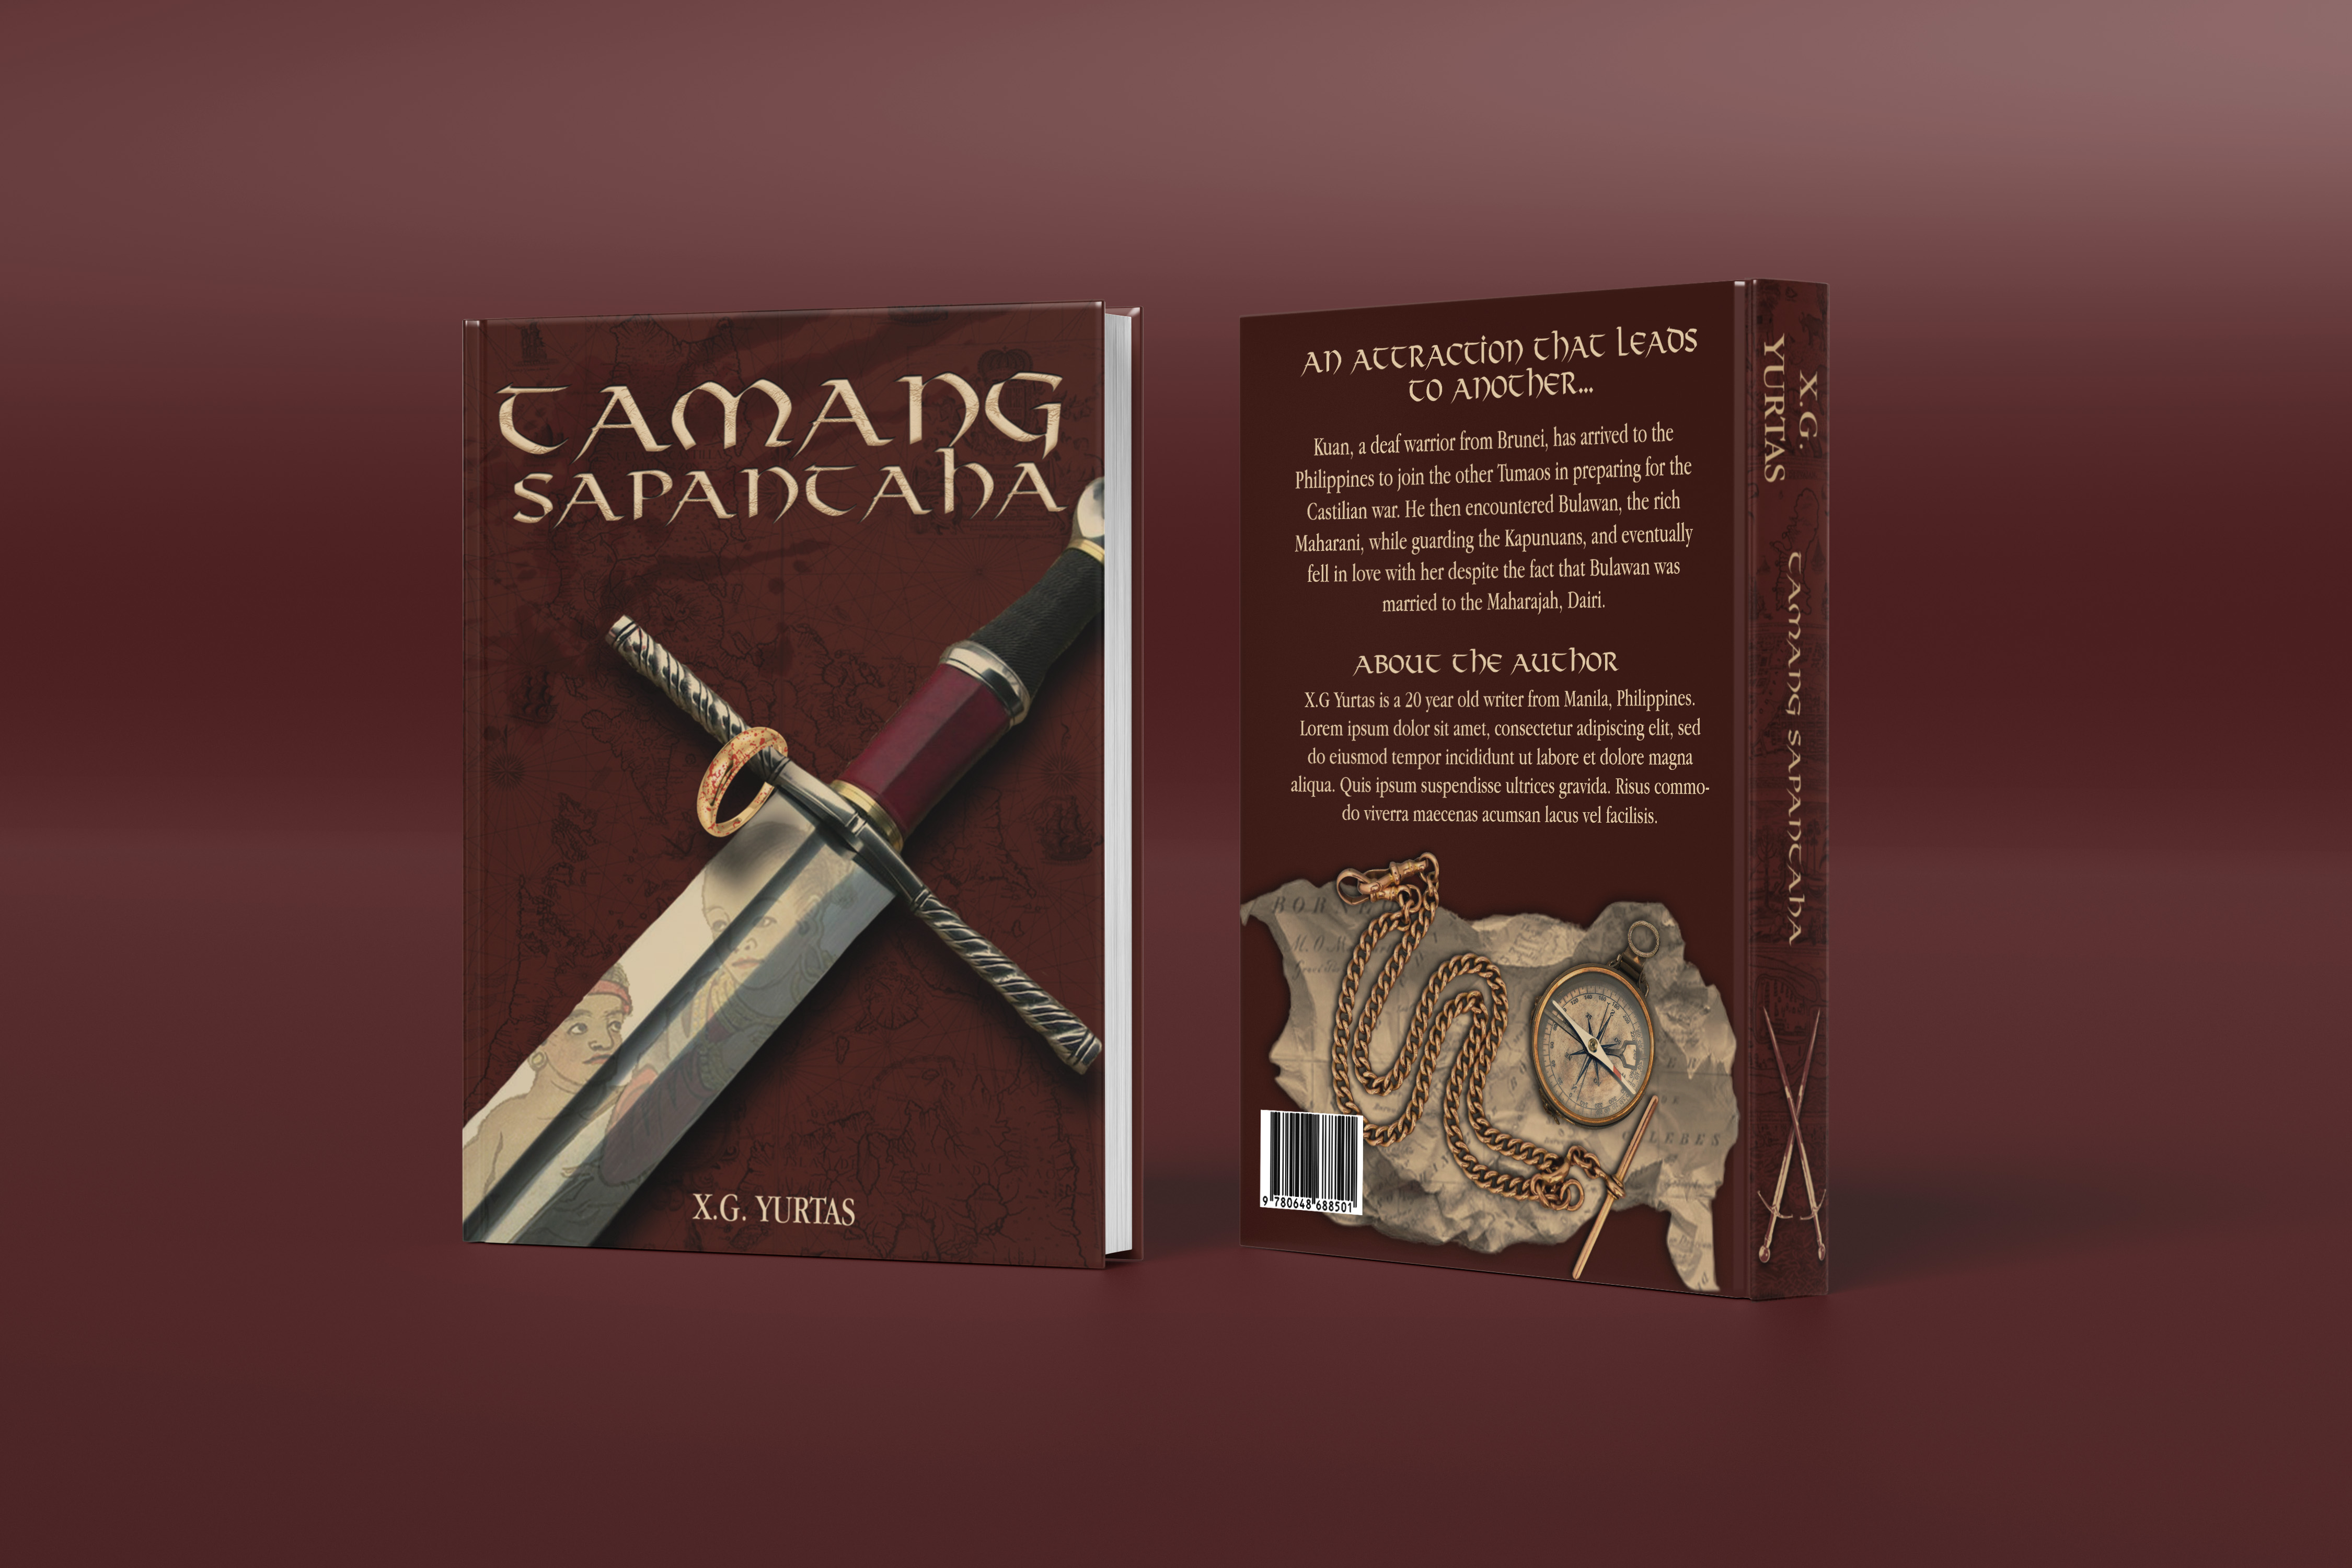 TAMANG
SAPANTAHA
X.G. YURTAS
AN ATTRACTION THAT LEADS
TO ANOTHER...
Kuan, a deaf warrior from Brunei, has arrived to the
Philippines to join the other Tumaos in preparing for the
Castilian war. He then encountered Bulawan, the rich
Maharani, while guarding the Kapunuans, and eventually
fell in love with her despite the fact that Bulawan was
married to the Maharajah, Dairi.
ABOUT THE AUTHOR
X.G Yurtas is a 20 year old writer from Manila, Philippines.
Lorem ipsum dolor sit amet, consectetur adipiscing elit, sed
do eiusmod tempor incididunt ut labore et dolore magna
aliqua. Quis ipsum suspendisse ultrices gravida. Risus commo-
do viverra maecenas acumsan lacus vel facilisis.
BORNEO
CELEBES
9 780648 688501
X.G.
YURTAS
TAMANG SAPANTAHA